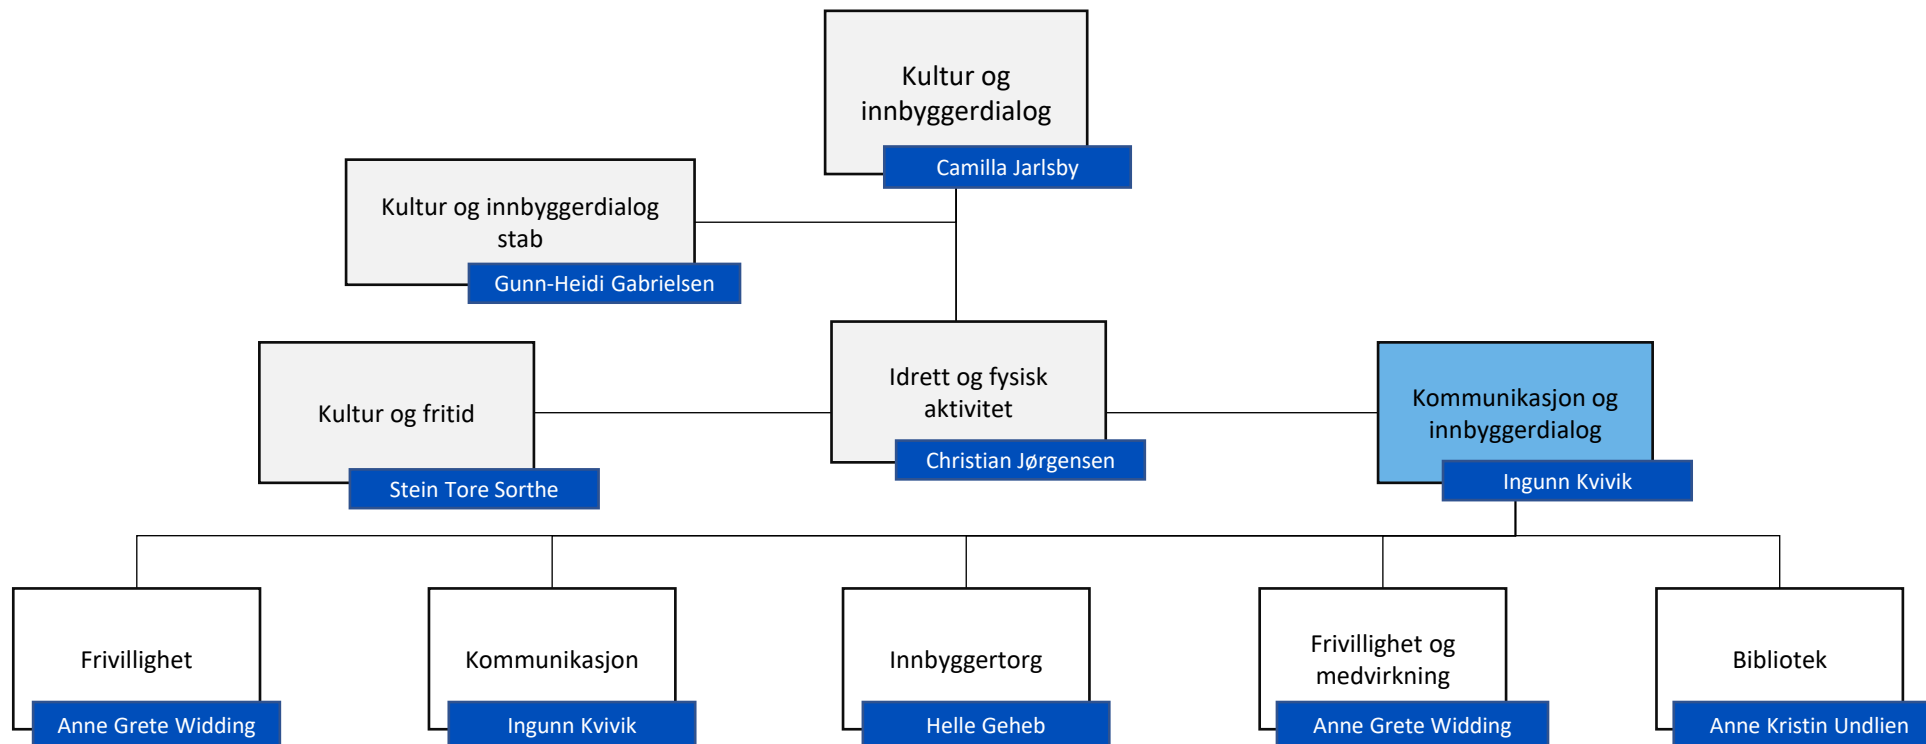 Kultur og
innbyggerdialog
Camilla Jarlsby
Kultur og innbyggerdialog
stab
Gunn-Heidi Gabrielsen
Kultur og fritid
Stein Tore Sorthe
Idrett og fysisk
aktivitet
Christian Jørgensen
Kommunikasjon og
innbyggerdialog
Ingunn Kvivik
Frivillighet
Anne Grete Widding
Kommunikasjon
Ingunn Kvivik
Innbyggertorg
Helle Geheb
Frivillighet og
medvirkning
Anne Grete Widding
Bibliotek
Anne Kristin Undlien